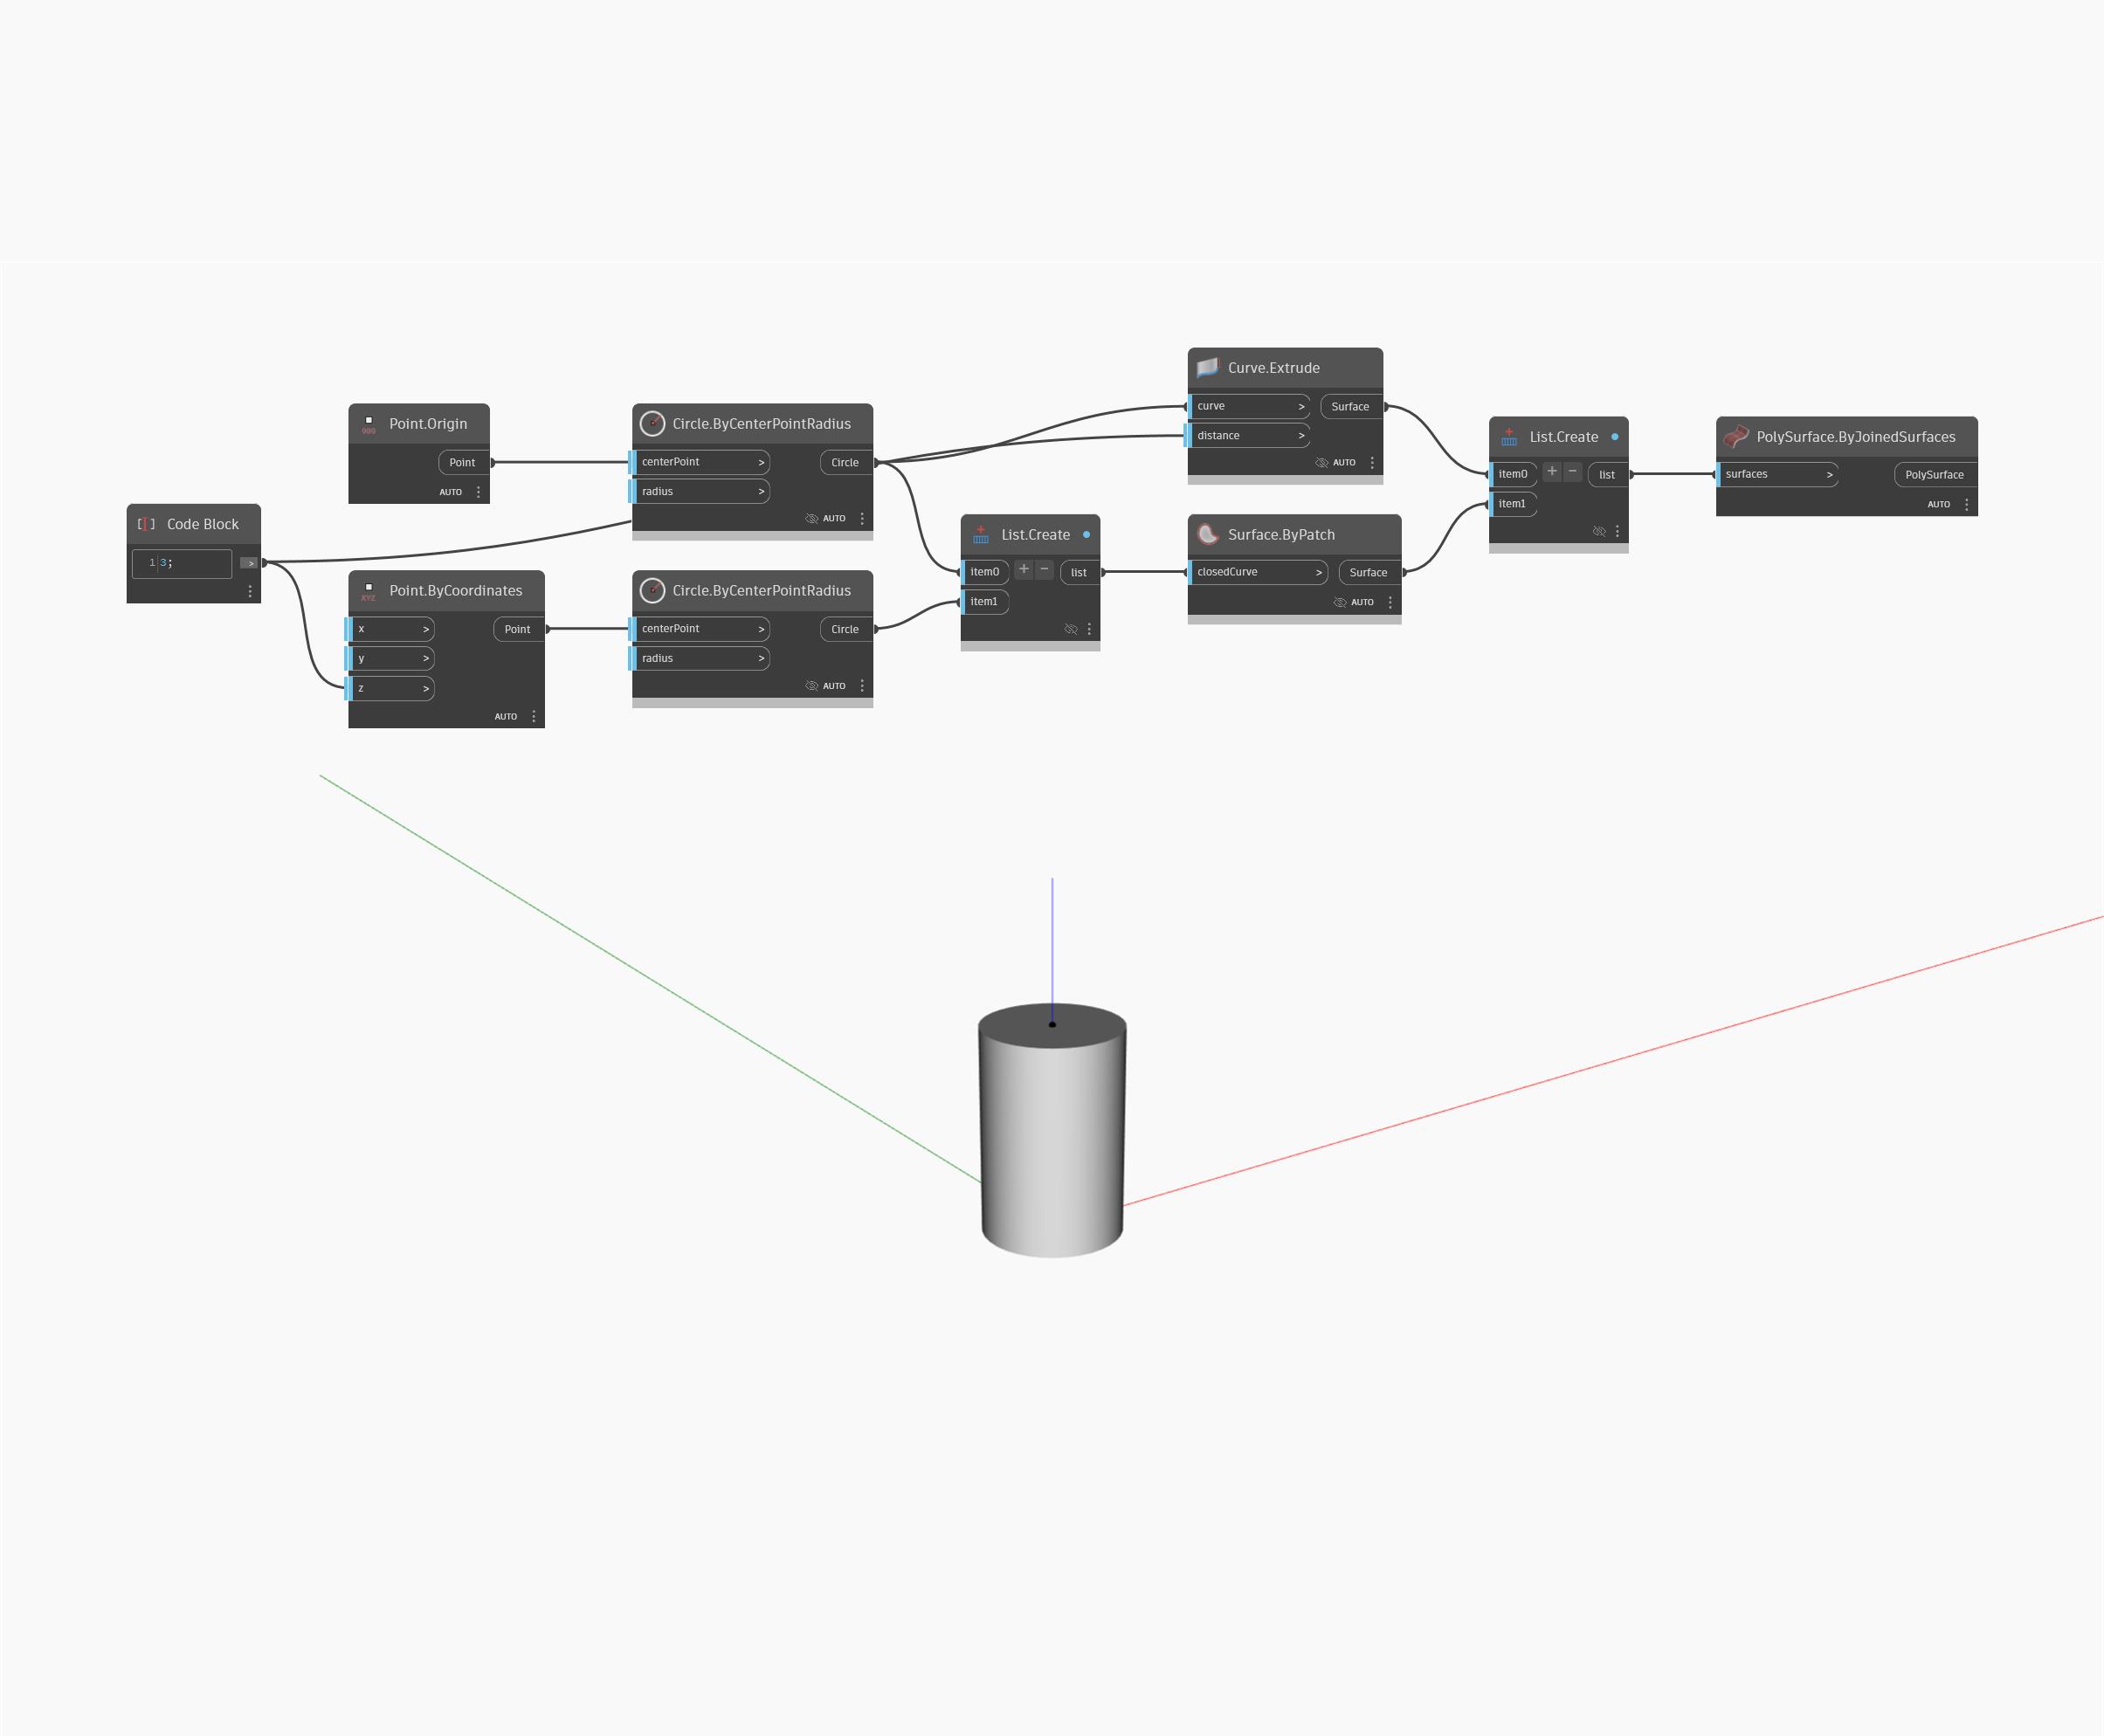 Curve.Extrude
curve >
Surface
distance >
AUTO
Point.Origin
Point
AUTO
Circle.ByCenterPointRadius
centerPoint >
Circle
radius >
AUTO
List.Create
item0 + − list
item1
PolySurface.ByJoinedSurfaces
surfaces >
PolySurface
AUTO
[I] Code Block
1 3; >
List.Create
item0 + − list
item1
Surface.ByPatch
closedCurve >
Surface
AUTO
XYZ
Point.ByCoordinates
x >
Point
y >
z >
AUTO
Circle.ByCenterPointRadius
centerPoint >
Circle
radius >
AUTO